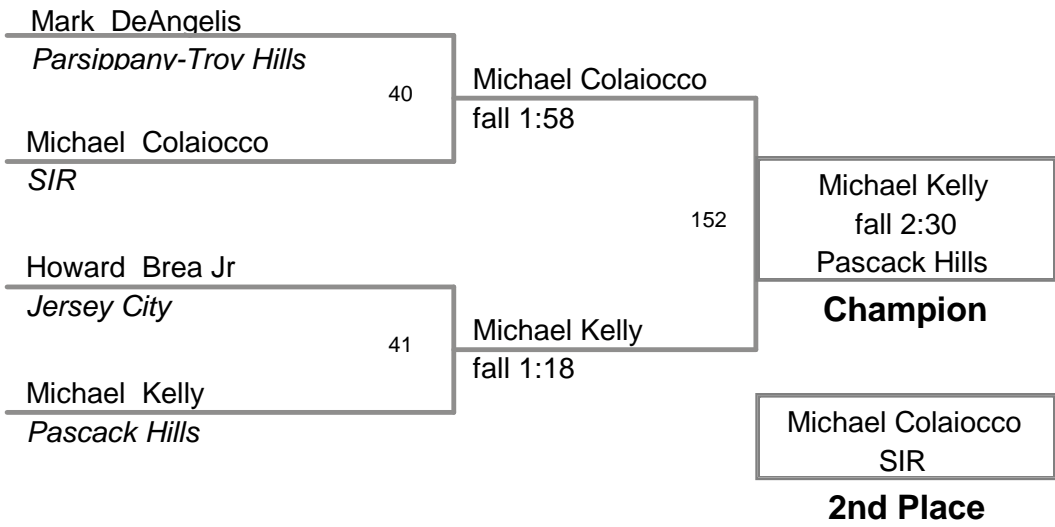 Mark DeAngelis
Parsippany-Troy Hills
40
Michael Colaiocco
fall 1:58
Michael Colaiocco
SIR
152
Michael Kelly
fall 2:30
Pascack Hills
Champion
Howard Brea Jr
Jersey City
41
Michael Kelly
fall 1:18
Michael Kelly
Pascack Hills
Michael Colaiocco
SIR
2nd Place